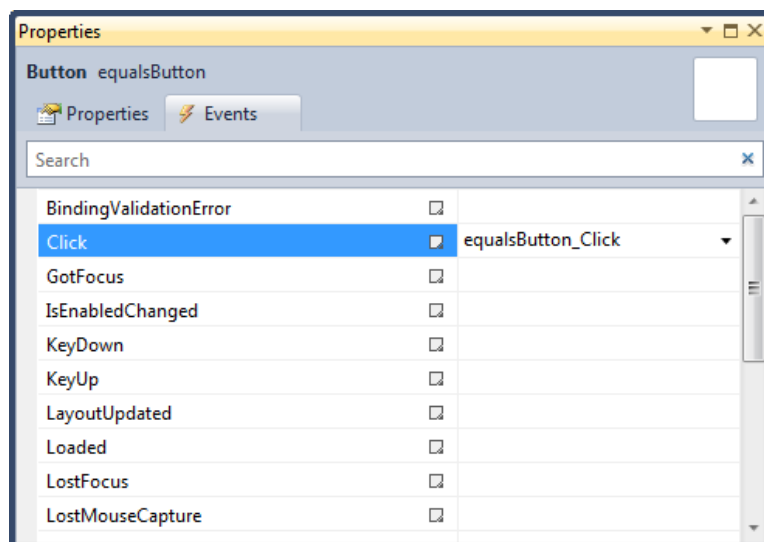 Properties
Button equalsButton
Properties Events
Search
BindingValidationError
Click equalsButton_Click
GotFocus
IsEnabledChanged
KeyDown
KeyUp
LayoutUpdated
Loaded
LostFocus
LostMouseCapture